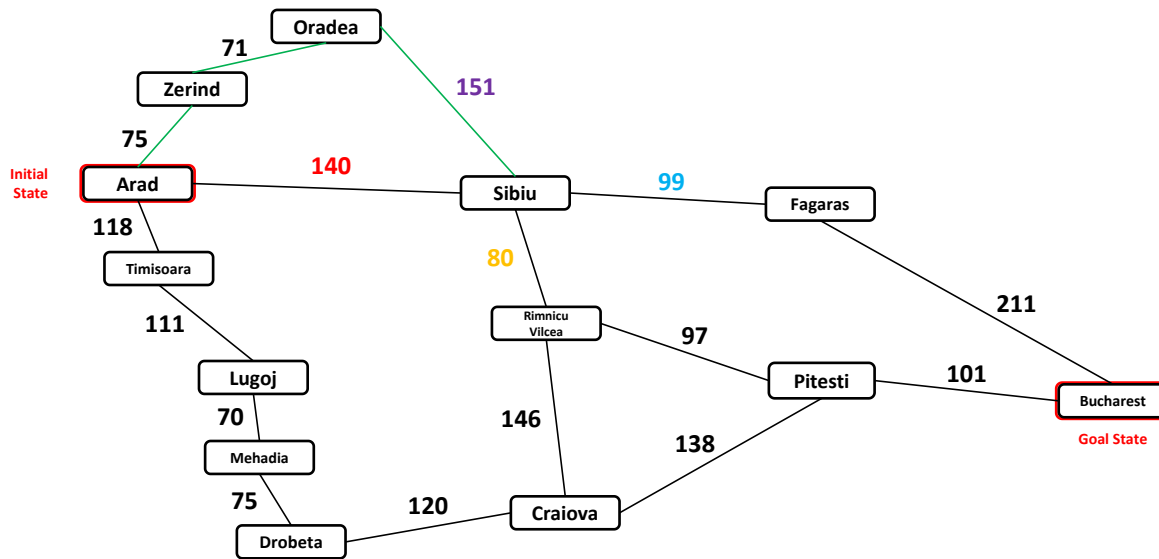 Oradea
71
Zerind
151
75
Initial
State
Arad
140
Sibiu
99
Fagaras
118
Timisoara
80
111
Rimnicu
Vilcea
97
211
Lugoj
Pitesti
101
Bucharest
70
146
138
Goal State
Mehadia
75
120
Craiova
Drobeta